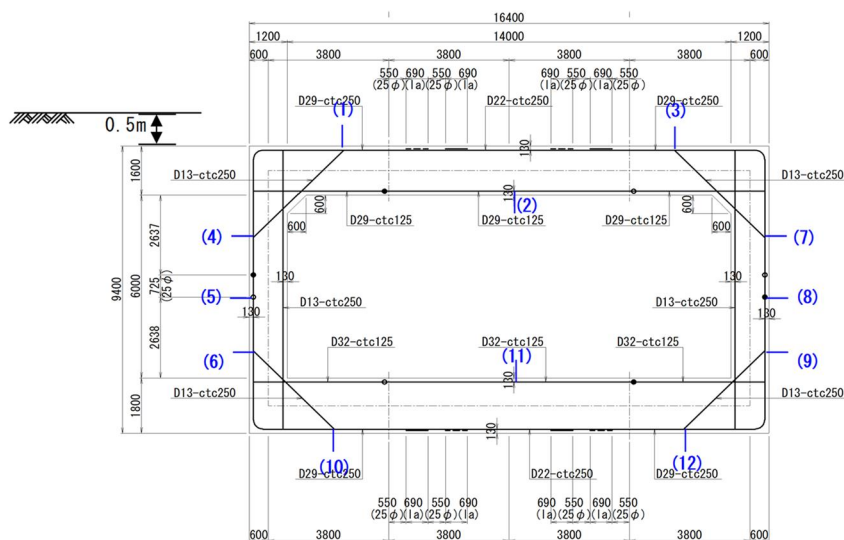 16400
1200 14000 1200
600 3800 3800 3800 3800 600
550 690 550 690 690 550 690 550
(25φ)(la)(25φ)(la) (la)(25φ)(la)(25φ)
D29-ctc250 (1) D22-ctc250 D29-ctc250 (3)
0.5m
130
1600
D13-ctc250 D13-ctc250
130
(2)
600 600
D29-ctc125 D29-ctc125 D29-ctc125
600 600
(4) (7)
2637
9400
6000
725
(25φ)
130 130
(5) (8)
D13-ctc250 D13-ctc250
130 130
2638
D32-ctc125 D32-ctc125 D32-ctc125
(6) (11) (9)
130
D13-ctc250 D13-ctc250
1800
130
(10) (12)
D29-ctc250 D22-ctc250 D29-ctc250
550 690 550 690 690 550 690 550
(25φ)(la)(25φ)(la) (la)(25φ)(la)(25φ)
600 3800 3800 3800 3800 600